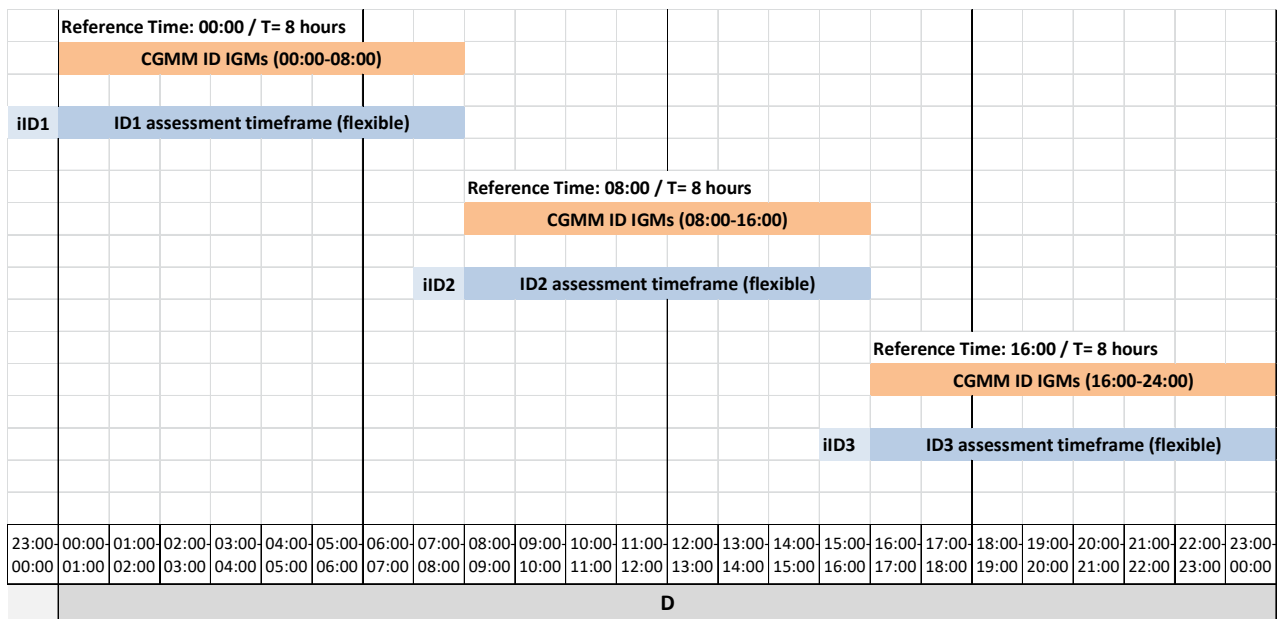 Reference Time: 00:00 / T= 8 hours
CGMM ID IGMs (00:00-08:00)
iID1 ID1 assessment timeframe (flexible)
Reference Time: 08:00 / T= 8 hours
CGMM ID IGMs (08:00-16:00)
iID2 ID2 assessment timeframe (flexible)
Reference Time: 16:00 / T= 8 hours
CGMM ID IGMs (16:00-24:00)
iID3 ID3 assessment timeframe (flexible)
23:00- 00:00- 01:00- 02:00- 03:00- 04:00- 05:00- 06:00- 07:00- 08:00- 09:00- 10:00- 11:00- 12:00- 13:00- 14:00- 15:00- 16:00- 17:00- 18:00- 19:00- 20:00- 21:00- 22:00- 23:00-
00:00 01:00 02:00 03:00 04:00 05:00 06:00 07:00 08:00 09:00 10:00 11:00 12:00 13:00 14:00 15:00 16:00 17:00 18:00 19:00 20:00 21:00 22:00 23:00 00:00
D